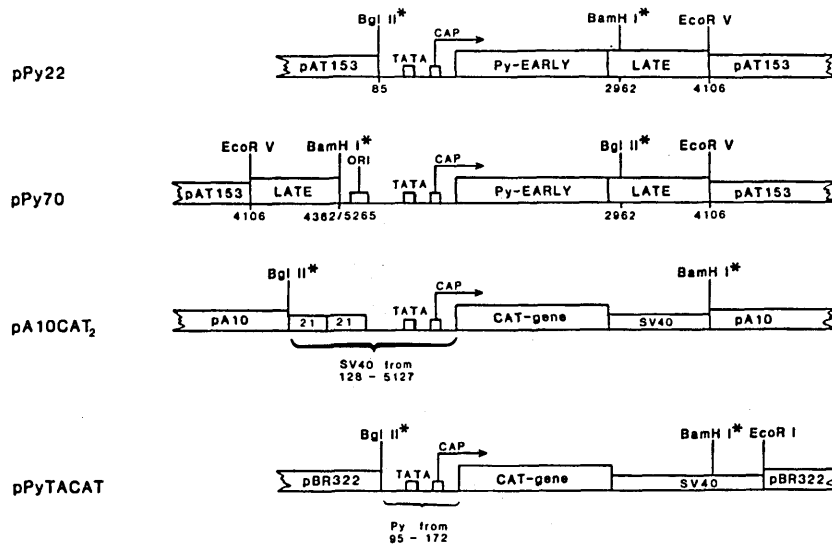 Bgl II* BamH I* EcoR V
CAP
TATA
pPy22 pAT153 Py-EARLY LATE pAT153
85 2962 4106
EcoR V BamH I* Bgl II* EcoR V
ORI CAP
TATA
pPy70 pAT153 LATE Py-EARLY LATE pAT153
4106 4362/5265 2962 4106
Bgl II* BamH I*
CAP
TATA
pA10CAT2 pA10 21 21 CAT-gene SV40 pA10
SV40 from
128 - 5127
Bgl II* BamH I* EcoR I
CAP
TATA
pPyTACAT pBR322 CAT-gene SV40 pBR322
Py from
95 - 172